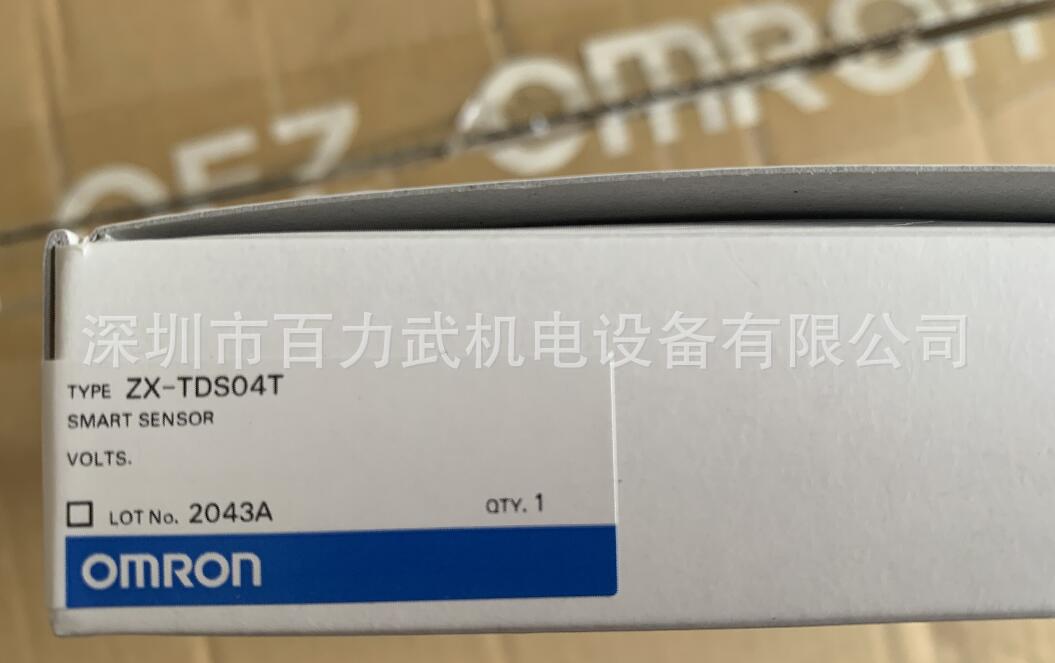 OMRON
深圳市百力武机电设备有限公司
TYPE ZX-TDS04T
SMART SENSOR
VOLTS.
LOT No. 2043A QTY. 1
OMRON